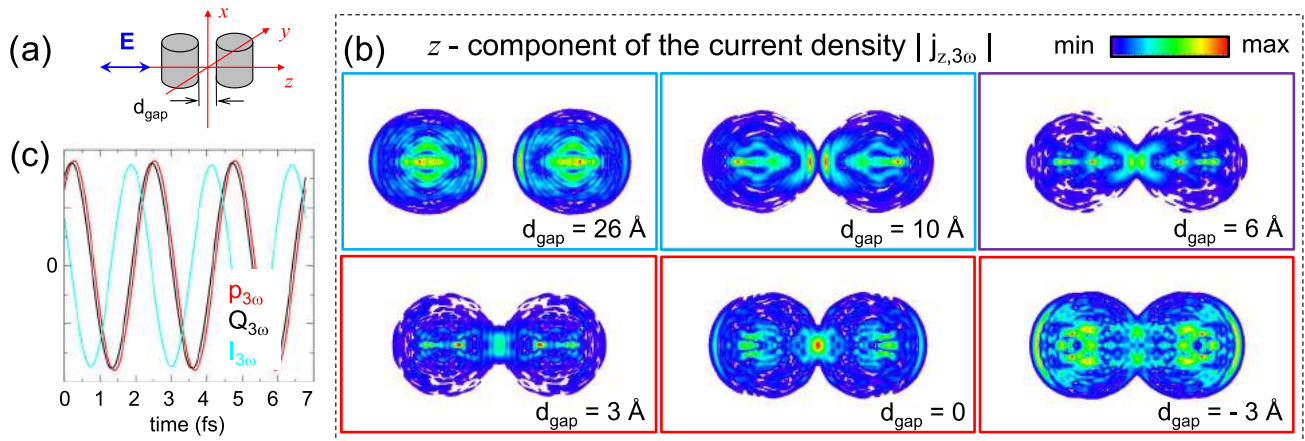 (a)
x
y
E
z
d_gap
(b)
z - component of the current density | j_z,3ω |
min
max
d_gap = 26 Å
d_gap = 10 Å
d_gap = 6 Å
d_gap = 3 Å
d_gap = 0
d_gap = - 3 Å
(c)
0
p_3ω
Q_3ω
I_3ω
0 1 2 3 4 5 6 7
time (fs)